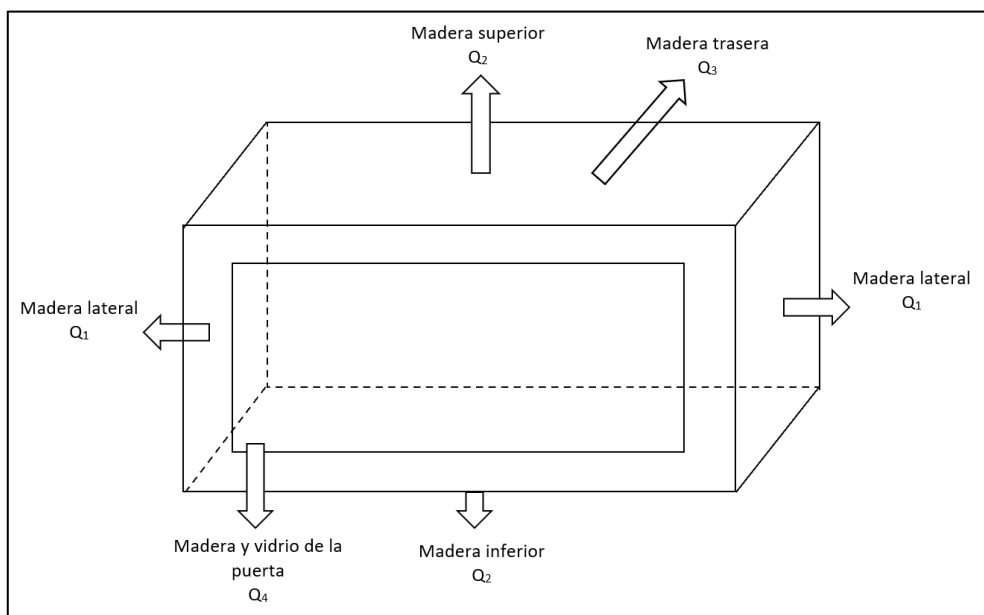 Madera superior
Q₂
Madera trasera
Q₃
Madera lateral
Q₁
Madera lateral
Q₁
Madera y vidrio de la
puerta
Q₄
Madera inferior
Q₂